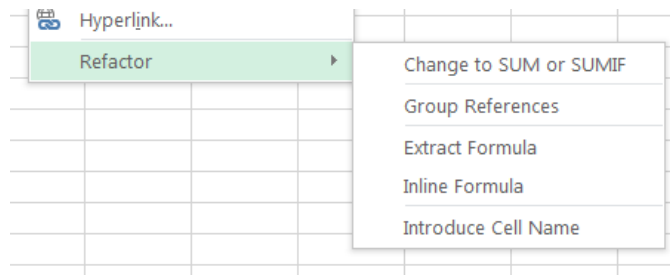 Hyperlink...
Refactor
Change to SUM or SUMIF
Group References
Extract Formula
Inline Formula
Introduce Cell Name